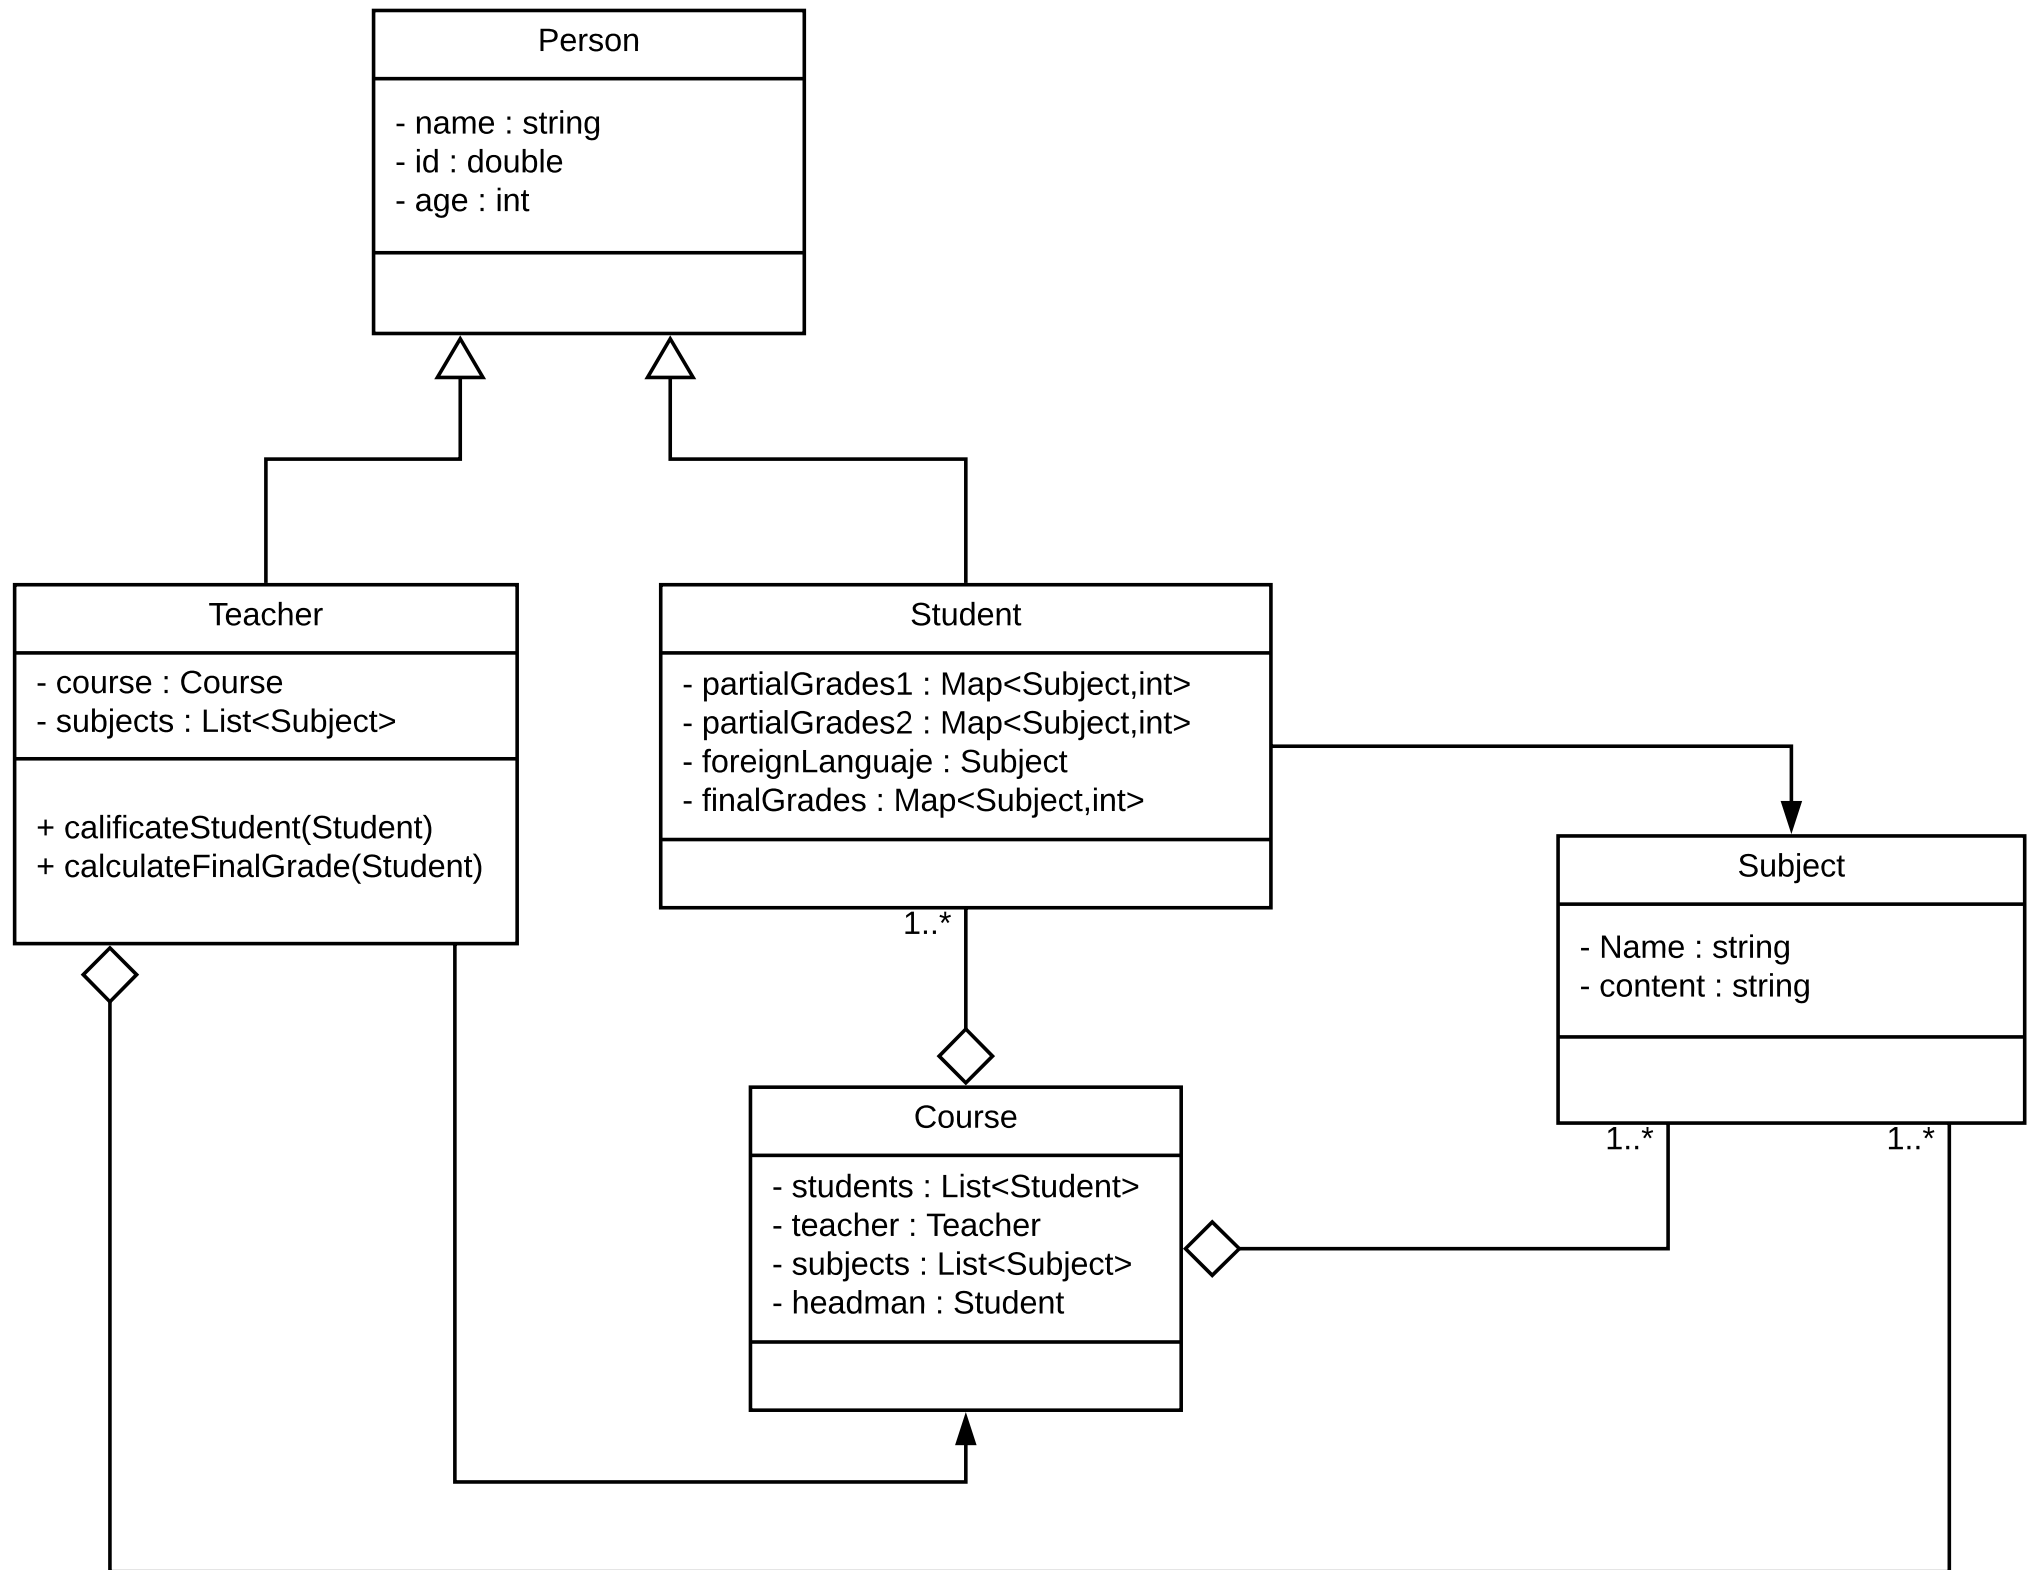 Person
- name : string
- id : double
- age : int
Teacher
- course : Course
- subjects : List<Subject>
+ calificateStudent(Student)
+ calculateFinalGrade(Student)
Student
- partialGrades1 : Map<Subject,int>
- partialGrades2 : Map<Subject,int>
- foreignLanguaje : Subject
- finalGrades : Map<Subject,int>
1..*
Subject
- Name : string
- content : string
1..*
1..*
Course
- students : List<Student>
- teacher : Teacher
- subjects : List<Subject>
- headman : Student